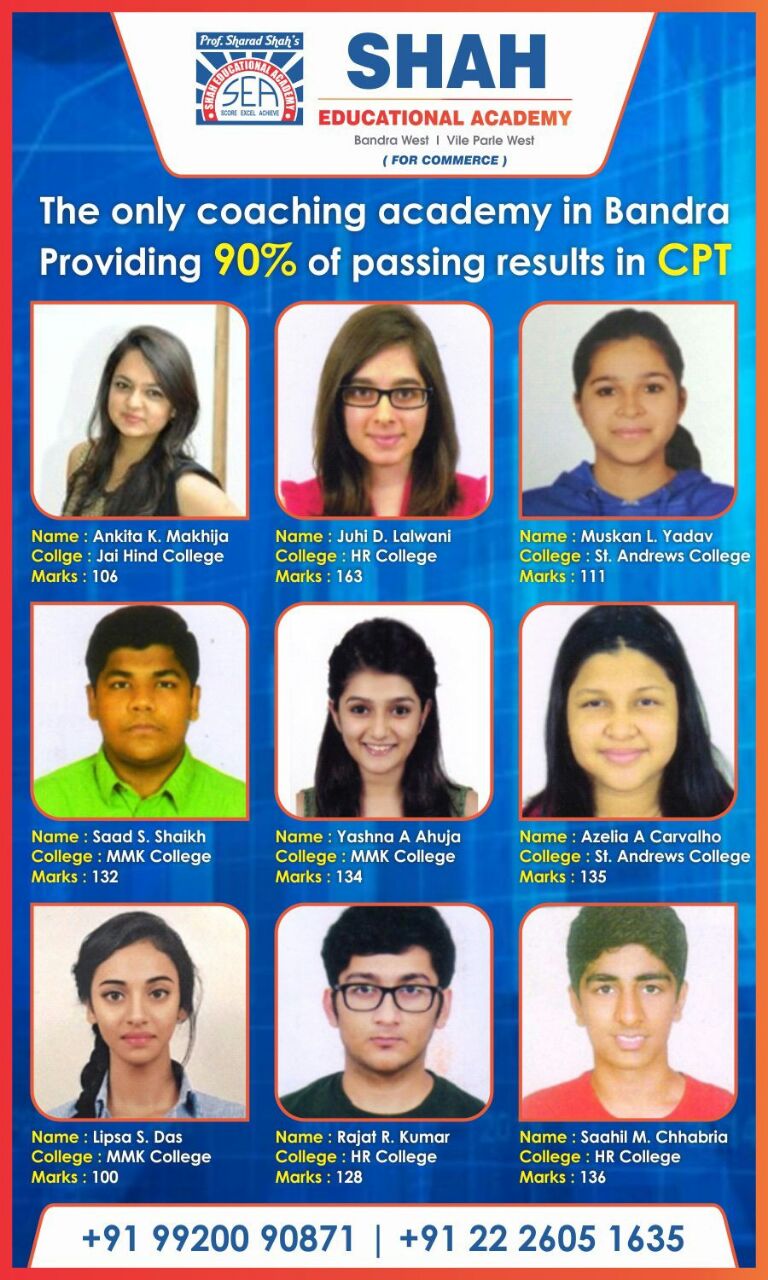 Prof. Sharad Shah's
SHAH EDUCATIONAL ACADEMY
SEA
SCORE EXCEL ACHIEVE
SHAH
EDUCATIONAL ACADEMY
Bandra West I Vile Parle West
( FOR COMMERCE )
The only coaching academy in Bandra
Providing 90% of passing results in CPT
Name : Ankita K. Makhija
Collge : Jai Hind College
Marks : 106
Name : Juhi D. Lalwani
College : HR College
Marks : 163
Name : Muskan L. Yadav
College : St. Andrews College
Marks : 111
Name : Saad S. Shaikh
College : MMK College
Marks : 132
Name : Yashna A Ahuja
College : MMK College
Marks : 134
Name : Azelia A Carvalho
College : St. Andrews College
Marks : 135
Name : Lipsa S. Das
College : MMK College
Marks : 100
Name : Rajat R. Kumar
College : HR College
Marks : 128
Name : Saahil M. Chhabria
College : HR College
Marks : 136
+91 99200 90871 | +91 22 2605 1635